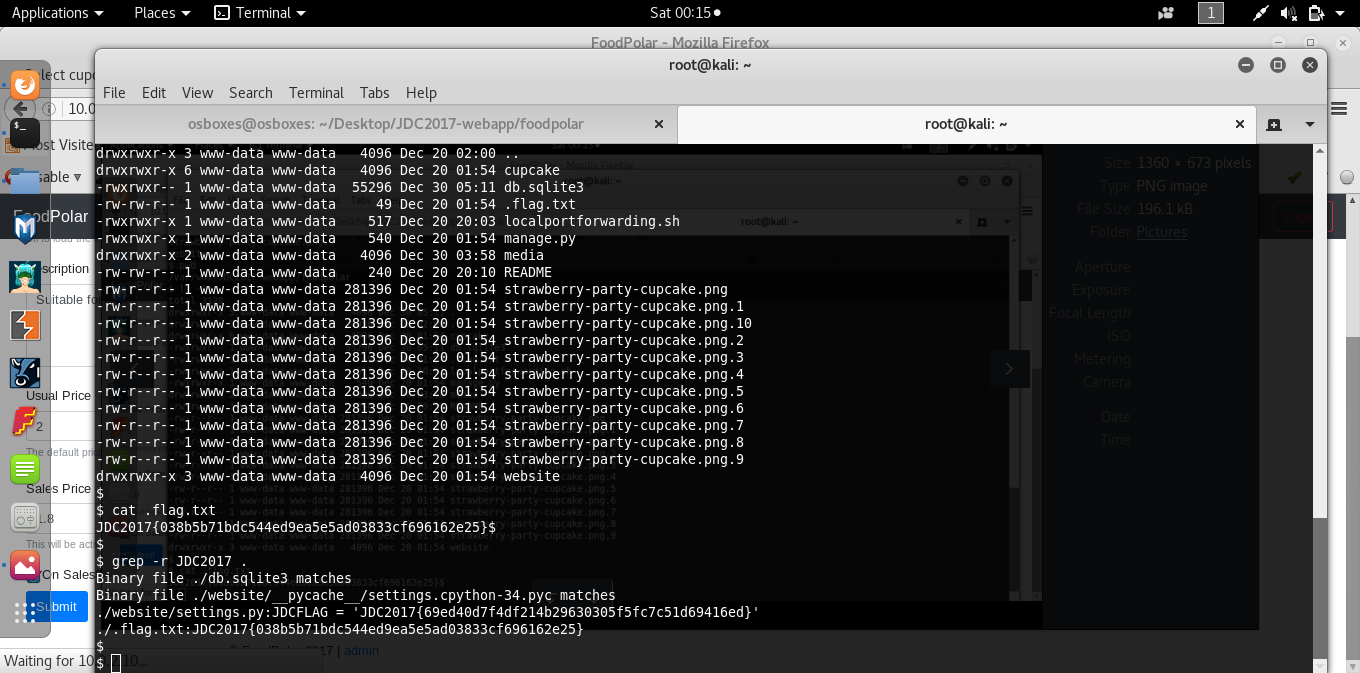 Applications Places Terminal Sat 00:15 1
FoodPolar - Mozilla Firefox
root@kali: ~
File Edit View Search Terminal Tabs Help
osboxes@osboxes: ~/Desktop/JDC2017-webapp/foodpolar
root@kali: ~
drwxrwxr-x 3 www-data www-data   4096 Dec 20 02:00 ..
drwxrwxr-x 6 www-data www-data   4096 Dec 20 01:54 cupcake
-rwxrwxr-- 1 www-data www-data  55296 Dec 30 05:11 db.sqlite3
-rw-rw-r-- 1 www-data www-data     49 Dec 20 01:54 .flag.txt
-rwxrwxr-x 1 www-data www-data    517 Dec 20 20:03 localportforwarding.sh
-rwxrwxr-x 1 www-data www-data    540 Dec 20 01:54 manage.py
drwxrwxr-x 2 www-data www-data   4096 Dec 30 03:58 media
-rw-rw-r-- 1 www-data www-data    240 Dec 20 20:10 README
-rw-r--r-- 1 www-data www-data 281396 Dec 20 01:54 strawberry-party-cupcake.png
-rw-r--r-- 1 www-data www-data 281396 Dec 20 01:54 strawberry-party-cupcake.png.1
-rw-r--r-- 1 www-data www-data 281396 Dec 20 01:54 strawberry-party-cupcake.png.10
-rw-r--r-- 1 www-data www-data 281396 Dec 20 01:54 strawberry-party-cupcake.png.2
-rw-r--r-- 1 www-data www-data 281396 Dec 20 01:54 strawberry-party-cupcake.png.3
-rw-r--r-- 1 www-data www-data 281396 Dec 20 01:54 strawberry-party-cupcake.png.4
-rw-r--r-- 1 www-data www-data 281396 Dec 20 01:54 strawberry-party-cupcake.png.5
-rw-r--r-- 1 www-data www-data 281396 Dec 20 01:54 strawberry-party-cupcake.png.6
-rw-r--r-- 1 www-data www-data 281396 Dec 20 01:54 strawberry-party-cupcake.png.7
-rw-r--r-- 1 www-data www-data 281396 Dec 20 01:54 strawberry-party-cupcake.png.8
-rw-r--r-- 1 www-data www-data 281396 Dec 20 01:54 strawberry-party-cupcake.png.9
drwxrwxr-x 3 www-data www-data   4096 Dec 20 01:54 website
$
$ cat .flag.txt
JDC2017{038b5b71bdc544ed9ea5e5ad03833cf696162e25}$
$
$ grep -r JDC2017 .
Binary file ./db.sqlite3 matches
Binary file ./website/__pycache__/settings.cpython-34.pyc matches
./website/settings.py:JDCFLAG = 'JDC2017{69ed40d7f4df214b29630305f5fc7c51d69416ed}'
./.flag.txt:JDC2017{038b5b71bdc544ed9ea5e5ad03833cf696162e25}
$
$
Size 1360 × 673 pixels
Type PNG image
File Size 196.1 kB
Folder Pictures
Aperture
Exposure
Focal Length
ISO
Metering
Camera
Date
Time
FoodPolar
Usual Price
2
Sales Price
On Sales
Submit
FoodPolar 2017 | admin
Waiting for